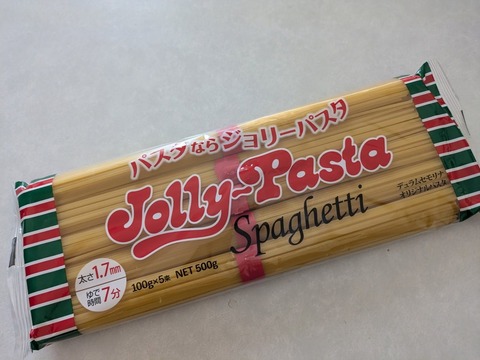 パスタならジョリーパスタ
Jolly-Pasta
Spaghetti
デュラムセモリナ
オリジナルパスタ
太さ1.7mm
ゆで
時間7分
100g×5束 NET 500g